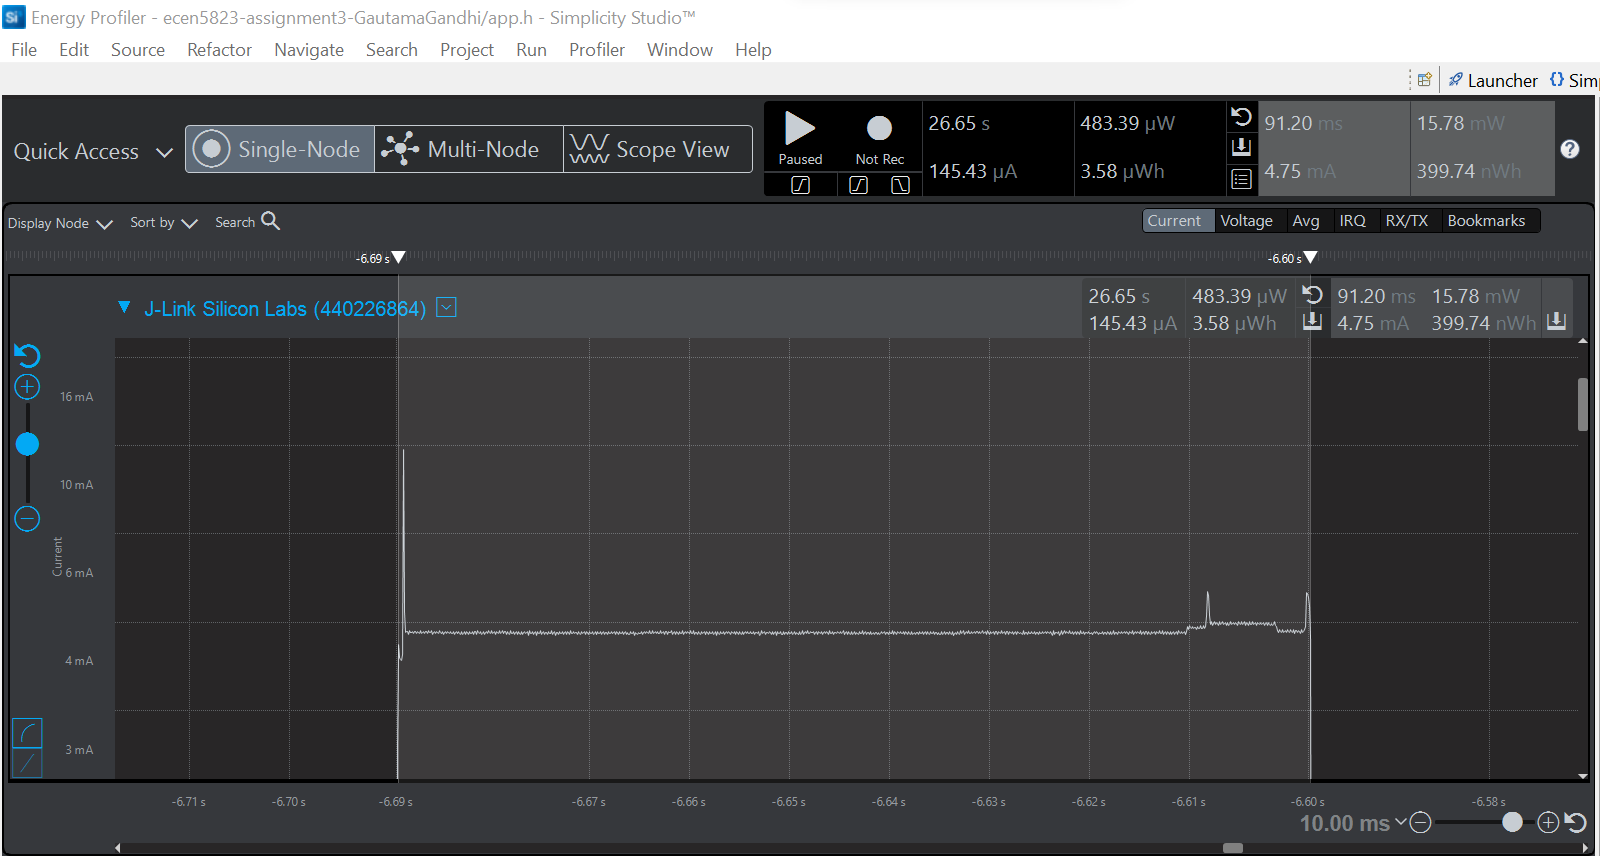 Si Energy Profiler - ecen5823-assignment3-GautamaGandhi/app.h - Simplicity Studio™
File Edit Source Refactor Navigate Search Project Run Profiler Window Help
Launcher {} Sim
Quick Access Single-Node Multi-Node Scope View
Paused Not Rec
26.65 s 483.39 µW 91.20 ms 15.78 mW
145.43 µA 3.58 µWh 4.75 mA 399.74 nWh
?
Display Node Sort by Search
Current Voltage Avg IRQ RX/TX Bookmarks
-6.69 s -6.60 s
J-Link Silicon Labs (440226864)
26.65 s 483.39 µW 91.20 ms 15.78 mW
145.43 µA 3.58 µWh 4.75 mA 399.74 nWh
16 mA
10 mA
Current
6 mA
4 mA
3 mA
-6.71 s -6.70 s -6.69 s -6.67 s -6.66 s -6.65 s -6.64 s -6.63 s -6.62 s -6.61 s -6.60 s -6.58 s
10.00 ms